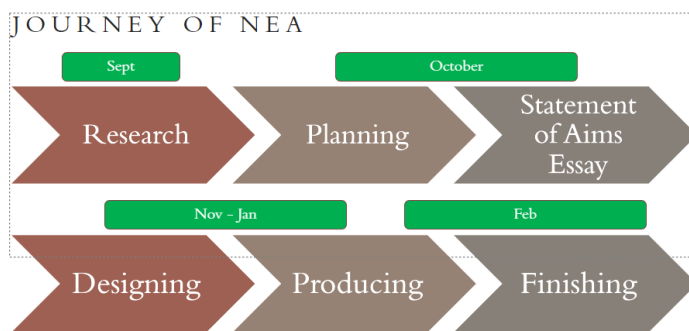 JOURNEY OF NEA
Sept
October
Research
Planning
Statement
of Aims
Essay
Nov - Jan
Feb
Designing
Producing
Finishing